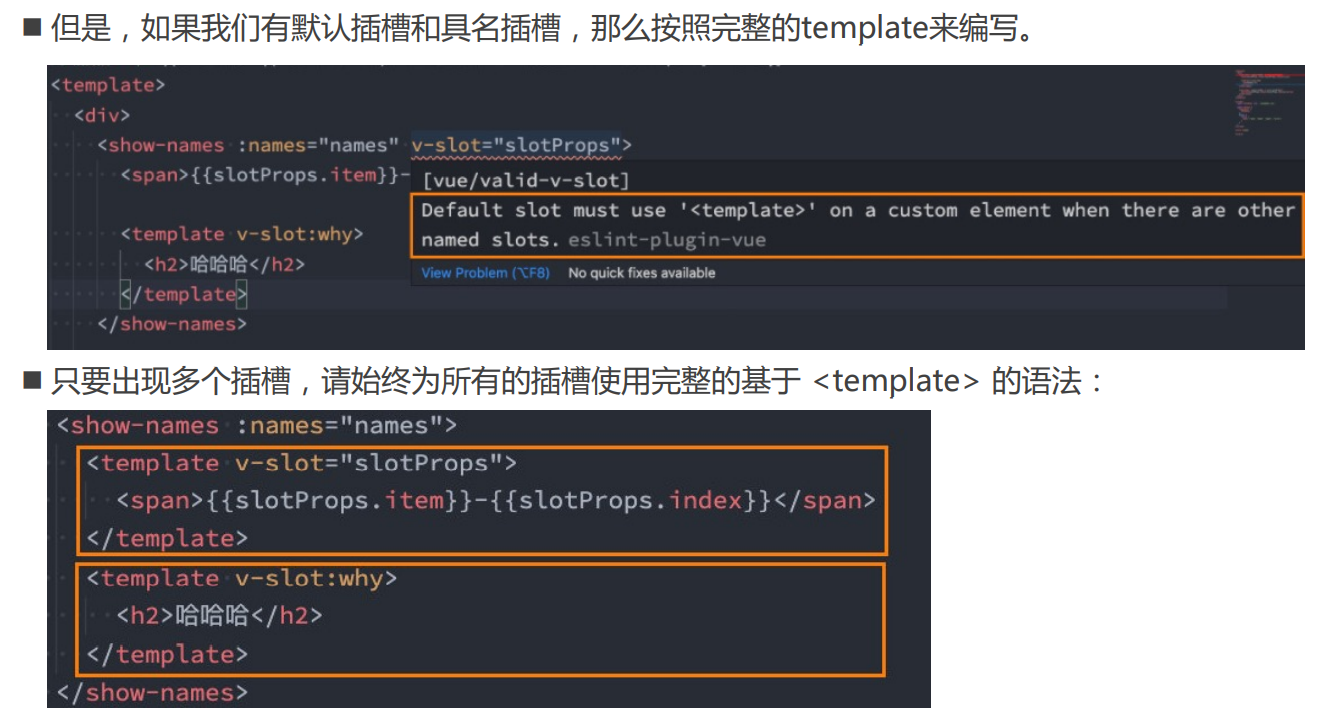 ■ 但是，如果我们有默认插槽和具名插槽，那么按照完整的template来编写。
<template>
<div>
<show-names :names="names" v-slot="slotProps">
<span>{{slotProps.item}}-
[vue/valid-v-slot]
Default slot must use '<template>' on a custom element when there are other
named slots. eslint-plugin-vue
View Problem (⌥F8) No quick fixes available
<template v-slot:why>
<h2>哈哈哈</h2>
</template>
</show-names>
■ 只要出现多个插槽，请始终为所有的插槽使用完整的基于 <template> 的语法：
<show-names :names="names">
<template v-slot="slotProps">
<span>{{slotProps.item}}-{{slotProps.index}}</span>
</template>
<template v-slot:why>
<h2>哈哈哈</h2>
</template>
</show-names>